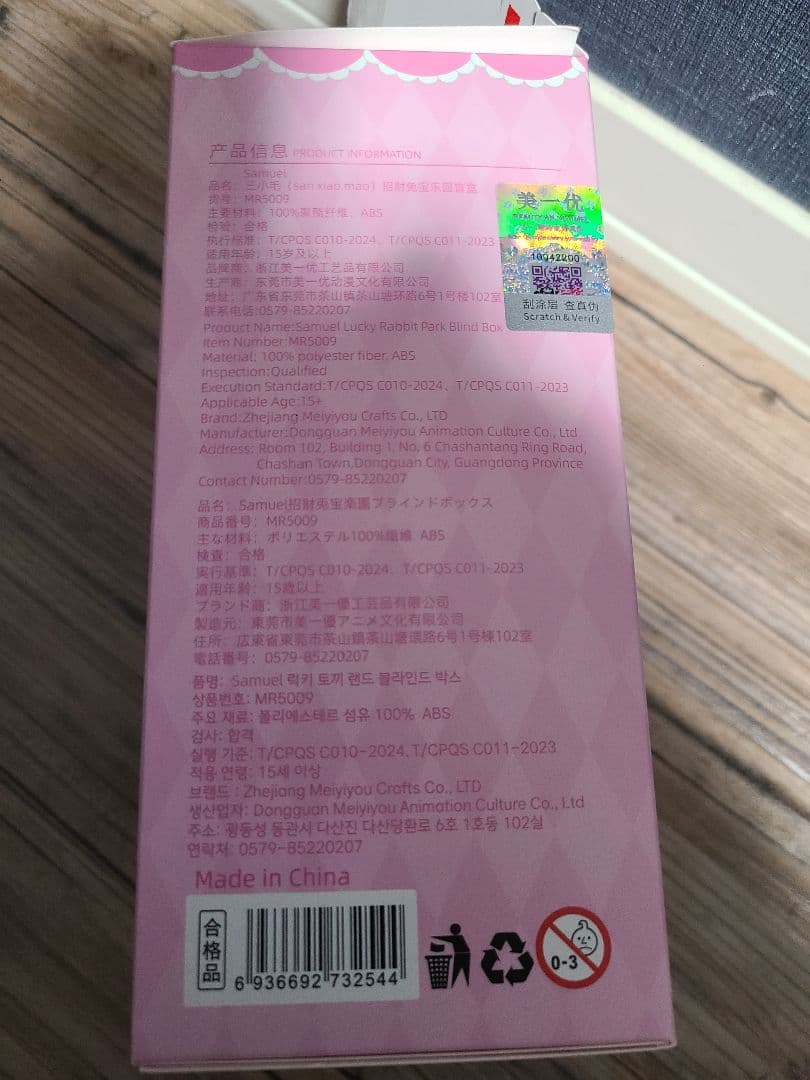 产品信息 PRODUCT INFORMATION
Samuel
品名：三小毛（san xiao mao）招财兔宝乐园盲盒
货号：MR5009
主要材料：100%聚酯纤维、ABS
检验：合格
执行标准：T/CPQS C010-2024、T/CPQS C011-2023
适用年龄：15岁及以上
品牌商：浙江美一优工艺品有限公司
生产商：东莞市美一优动漫文化有限公司
地址：广东省东莞市茶山镇茶山塘环路6号1号楼102室
联系电话:0579-85220207
美一优
10042200
刮涂层 查真伪
Scratch & Verify
Product Name:Samuel Lucky Rabbit Park Blind Box
Item Number:MR5009
Material: 100% polyester fiber, ABS
Inspection:Qualified
Execution Standard:T/CPQS C010-2024、T/CPQS C011-2023
Applicable Age:15+
Brand:Zhejiang Meiyiyou Crafts Co., LTD
Manufacturer:Dongguan Meiyiyou Animation Culture Co., Ltd
Address: Room 102, Building 1, No. 6 Chashantang Ring Road,
Chashan Town,Dongguan City, Guangdong Province
Contact Number:0579-85220207
品名：Samuel招財兎宝楽園ブラインドボックス
商品番号：MR5009
主な材料：ポリエステル100%繊維 ABS
検査：合格
実行基準：T/CPQS C010-2024、T/CPQS C011-2023
適用年齢：15歳以上
ブランド商：浙江美一優工芸品有限公司
製造元：東莞市美一優アニメ文化有限公司
住所：広東省東莞市茶山鎮茶山塘環路6号1号棟102室
電話番号：0579-85220207
품명: Samuel 럭키 토끼 랜드 블라인드 박스
상품번호: MR5009
주요 재료: 폴리에스테르 섬유 100% ABS
검사: 합격
실행 기준: T/CPQS C010-2024、T/CPQS C011-2023
적용 연령: 15세 이상
브랜드 : Zhejiang Meiyiyou Crafts Co., LTD
생산업자: Dongguan Meiyiyou Animation Culture Co., Ltd
주소: 광동성 동관시 다산진 다산당환로 6호 1호동 102실
연락처: 0579-85220207
Made in China
合格品
6 936692 732544
0-3